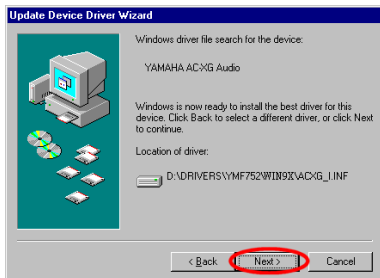 Update Device Driver Wizard
Windows driver file search for the device:
YAMAHA AC-XG Audio
Windows is now ready to install the best driver for this
device. Click Back to select a different driver, or click Next
to continue.
Location of driver:
D:\DRIVERS\YMF752\WIN9X\ACXG_I.INF
< Back
Next >
Cancel